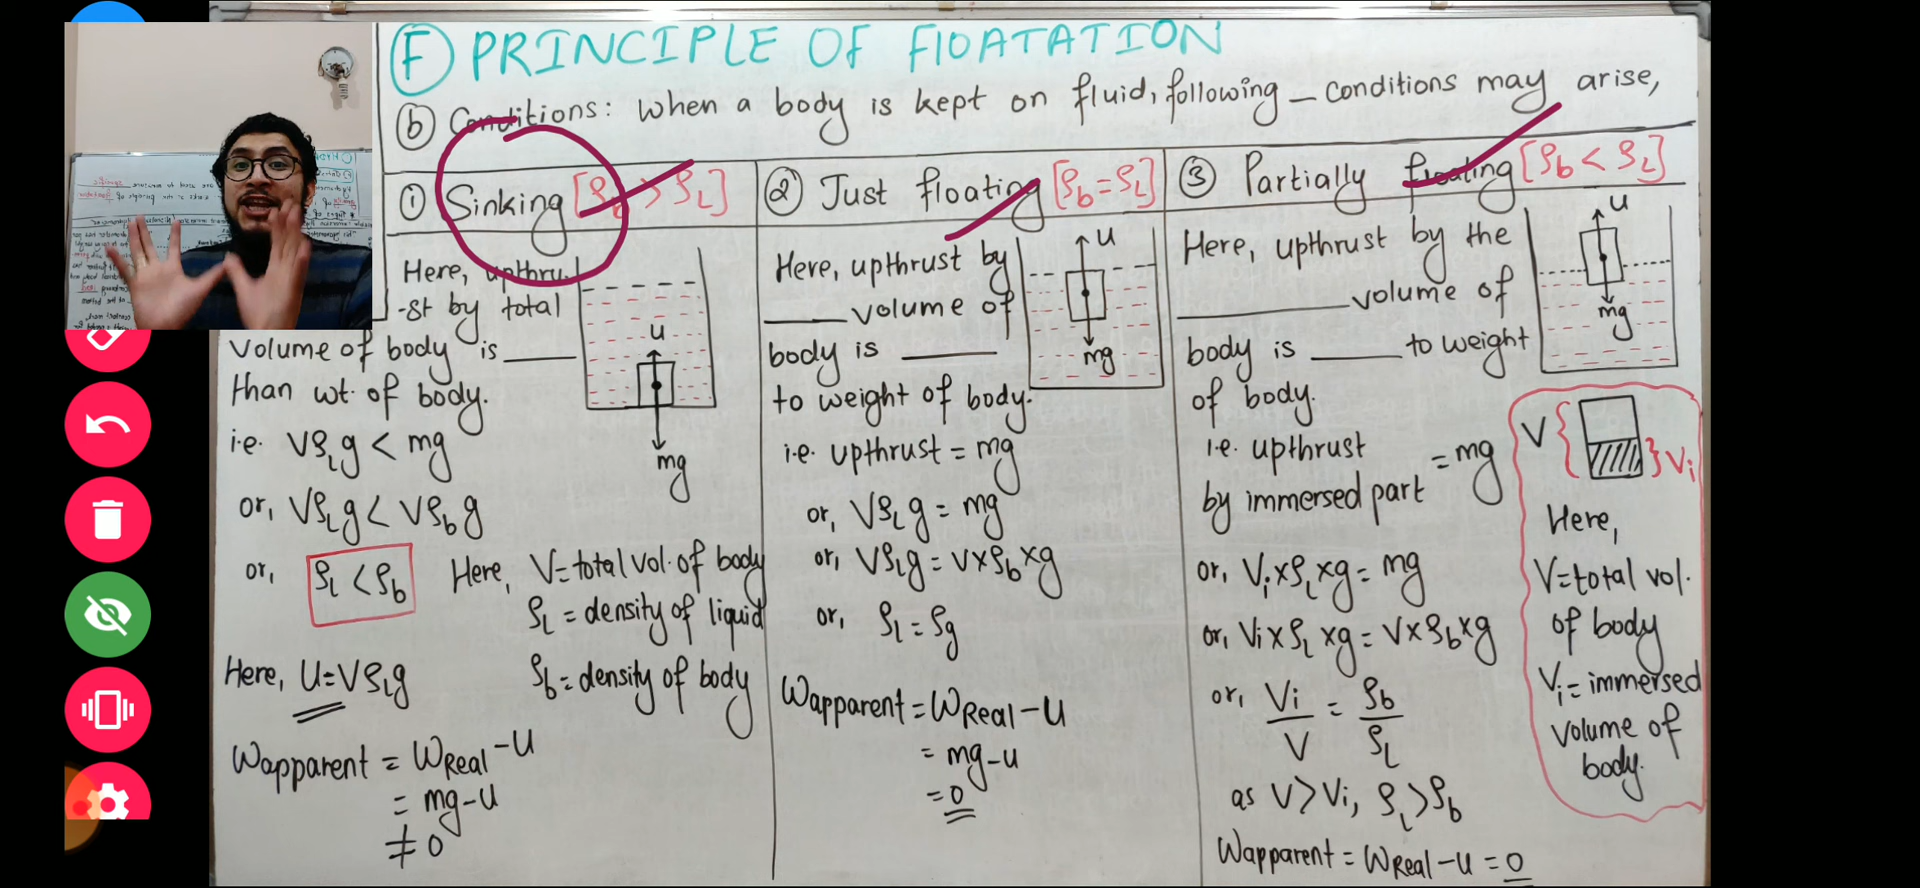 Ⓕ PRINCIPLE OF FlOATATION
ⓑ Conditions: when a body is kept on fluid, following – conditions may arise,
① Sinking [ρb > ρL]
Here, upthru-
-st by total
volume of body is ____
than wt. of body.
i.e. VρLg < mg
or, VρLg < Vρbg
or, ρL < ρb
Here, V = total vol. of body
ρL = density of liquid
ρb = density of body
Here, U = VρLg
Wapparent = WReal - U
= mg - U
≠ 0
U
mg
② Just floating [ρb = ρL]
Here, upthrust by
____ volume of
body is ____
to weight of body.
i.e. upthrust = mg
or, VρLg = mg
or, VρLg = V×ρb×g
or, ρL = ρg
Wapparent = WReal - U
= mg - U
= 0
U
mg
③ Partially floating [ρb < ρL]
Here, upthrust by the
____ volume of
body is ____ to weight
of body.
i.e. upthrust
by immersed part = mg
or, Vi×ρL×g = mg
or, Vi×ρL×g = V×ρb×g
or, Vi/V = ρb/ρL
as V > Vi, ρL > ρb
Wapparent = WReal - U = 0
U
mg
V { } Vi
Here,
V = total vol.
of body
Vi = immersed
volume of
body.